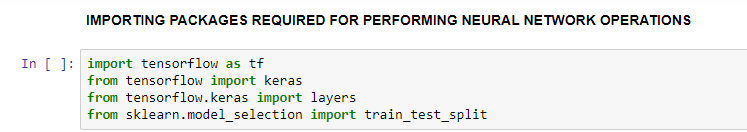 IMPORTING PACKAGES REQUIRED FOR PERFORMING NEURAL NETWORK OPERATIONS
In [ ]: import tensorflow as tf
from tensorflow import keras
from tensorflow.keras import layers
from sklearn.model_selection import train_test_split